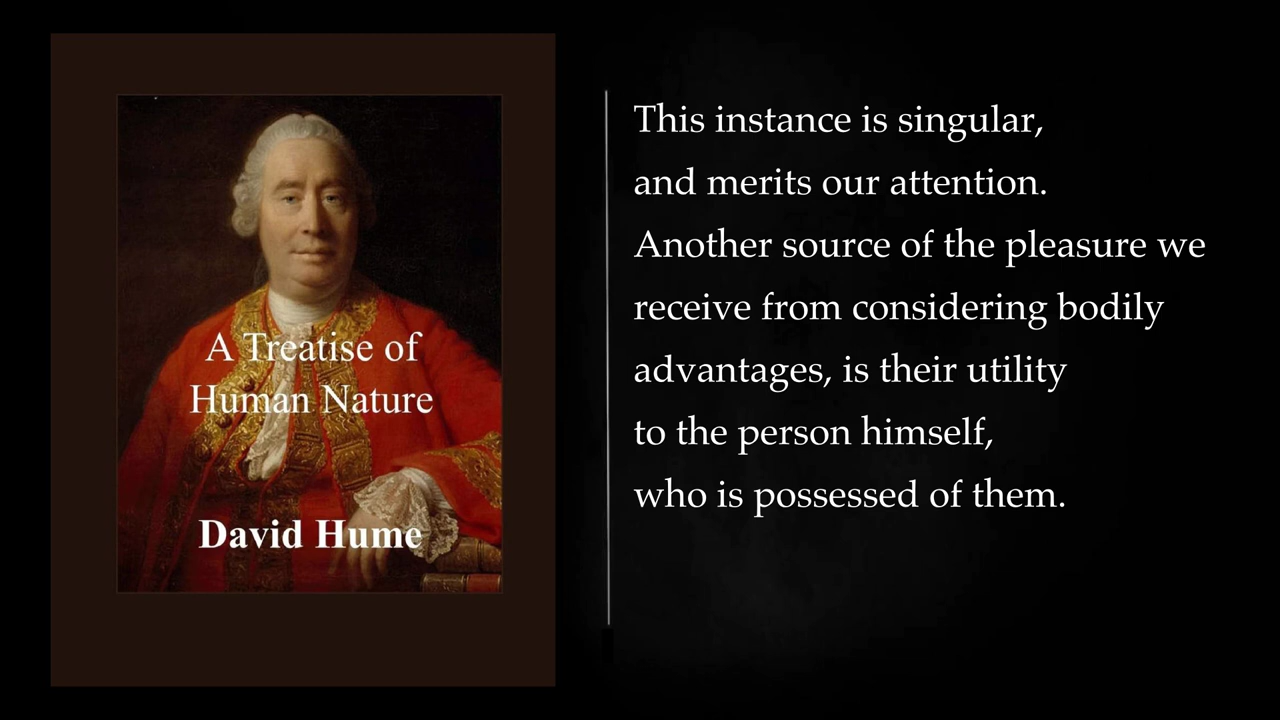 A Treatise of
Human Nature
David Hume
This instance is singular,
and merits our attention.
Another source of the pleasure we
receive from considering bodily
advantages, is their utility
to the person himself,
who is possessed of them.